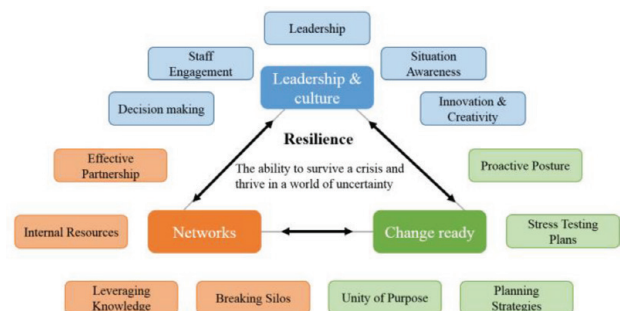 Leadership
Staff
Engagement
Situation
Awareness
Leadership &
culture
Decision making
Innovation &
Creativity
Resilience
Effective
Partnership
The ability to survive a crisis and
thrive in a world of uncertainty
Proactive Posture
Internal Resources
Networks
Change ready
Stress Testing
Plans
Leveraging
Knowledge
Breaking Silos
Unity of Purpose
Planning
Strategies